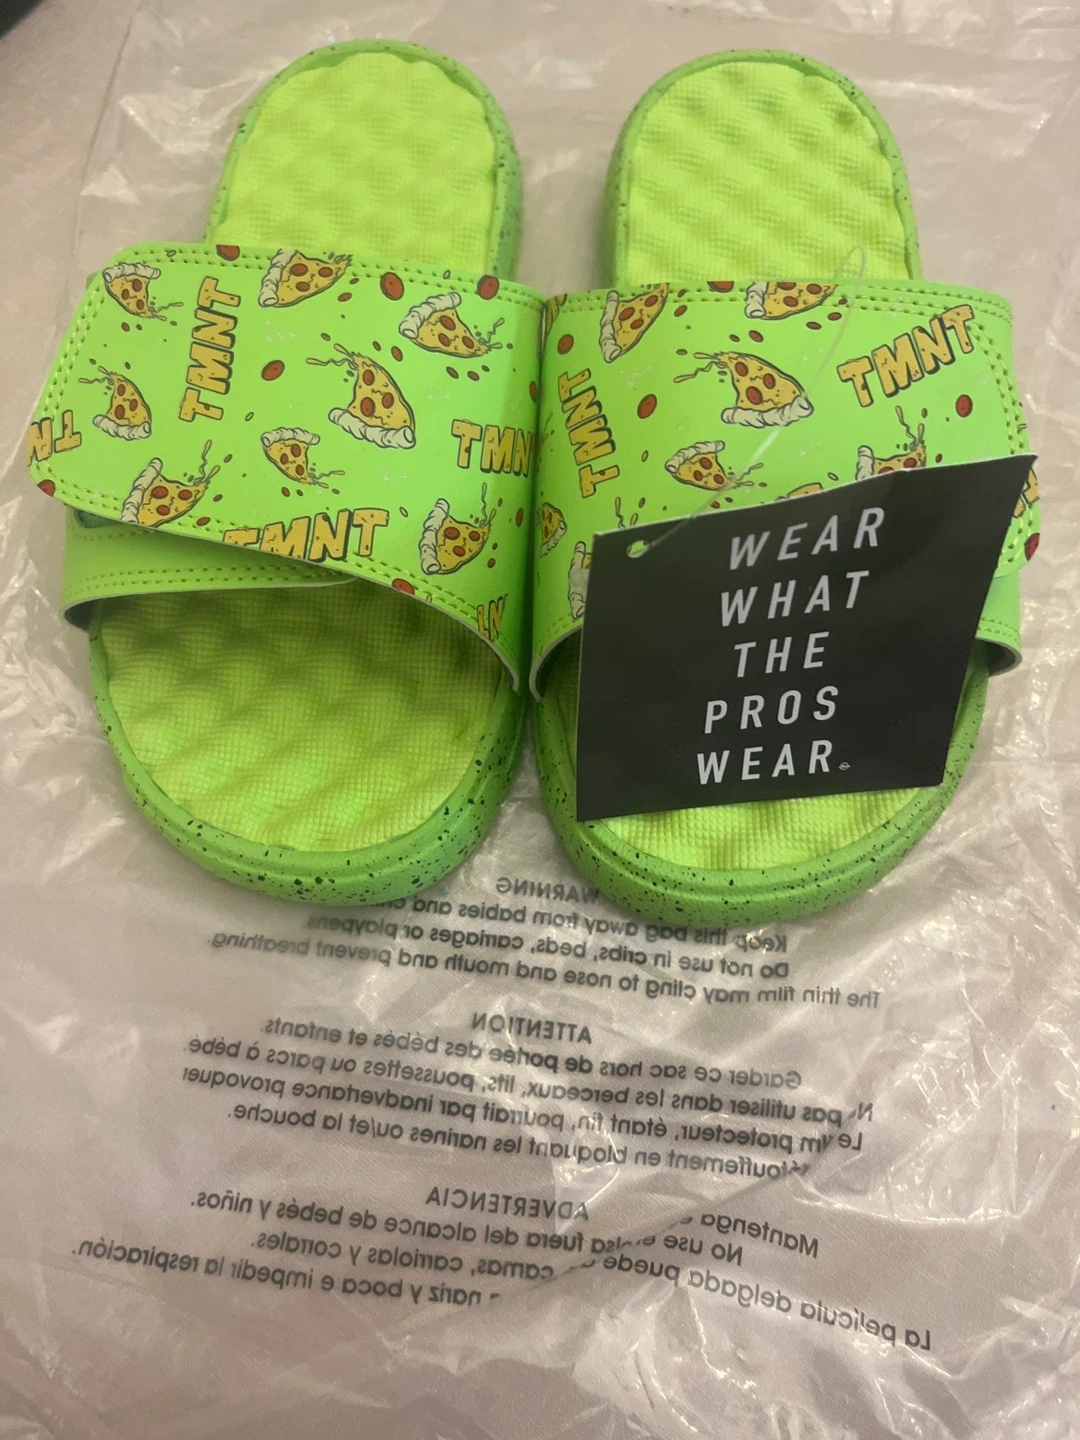 TMNT
TMNT
TMNT
TMNT
TMNT
TMNT
WEAR
WHAT
THE
PROS
WEAR.
WARNING
Keep this bag away from babies and
Do not use in cribs, beds, carriages or playpens.
The thin film may cling to nose and mouth and prevent breathing.
ATTENTION
Garder ce sac hors de portée des bébés et enfants.
pas utiliser dans les berceaux, lits, poussettes ou parcs à bébé
Le protecteur, étant fin, pourrait par inadvertance provoquer
en bloquant les narines ou/et la bouche.
ADVERTENCIA
Mantenga fuera del alcance de bebés y niños.
No use camas, carriolas y corrales.
La película delgada puede nariz y boca e impedir la respiración.